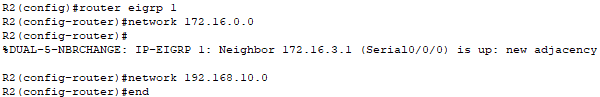 R2(config)#router eigrp 1
R2(config-router)#network 172.16.0.0
R2(config-router)#
%DUAL-5-NBRCHANGE: IP-EIGRP 1: Neighbor 172.16.3.1 (Serial0/0/0) is up: new adjacency
R2(config-router)#network 192.168.10.0
R2(config-router)#end